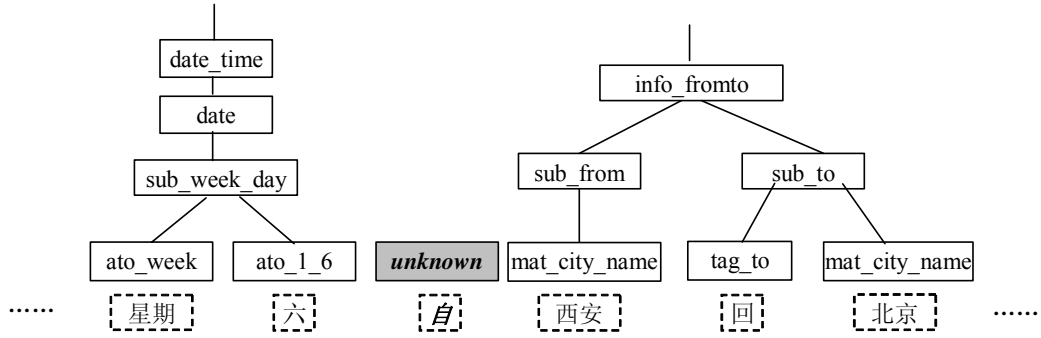 date_time
info_fromto
date
sub_week_day
sub_from
sub_to
ato_week ato_1_6 unknown mat_city_name tag_to mat_city_name
…… 星期 六 自 西安 回 北京 ……